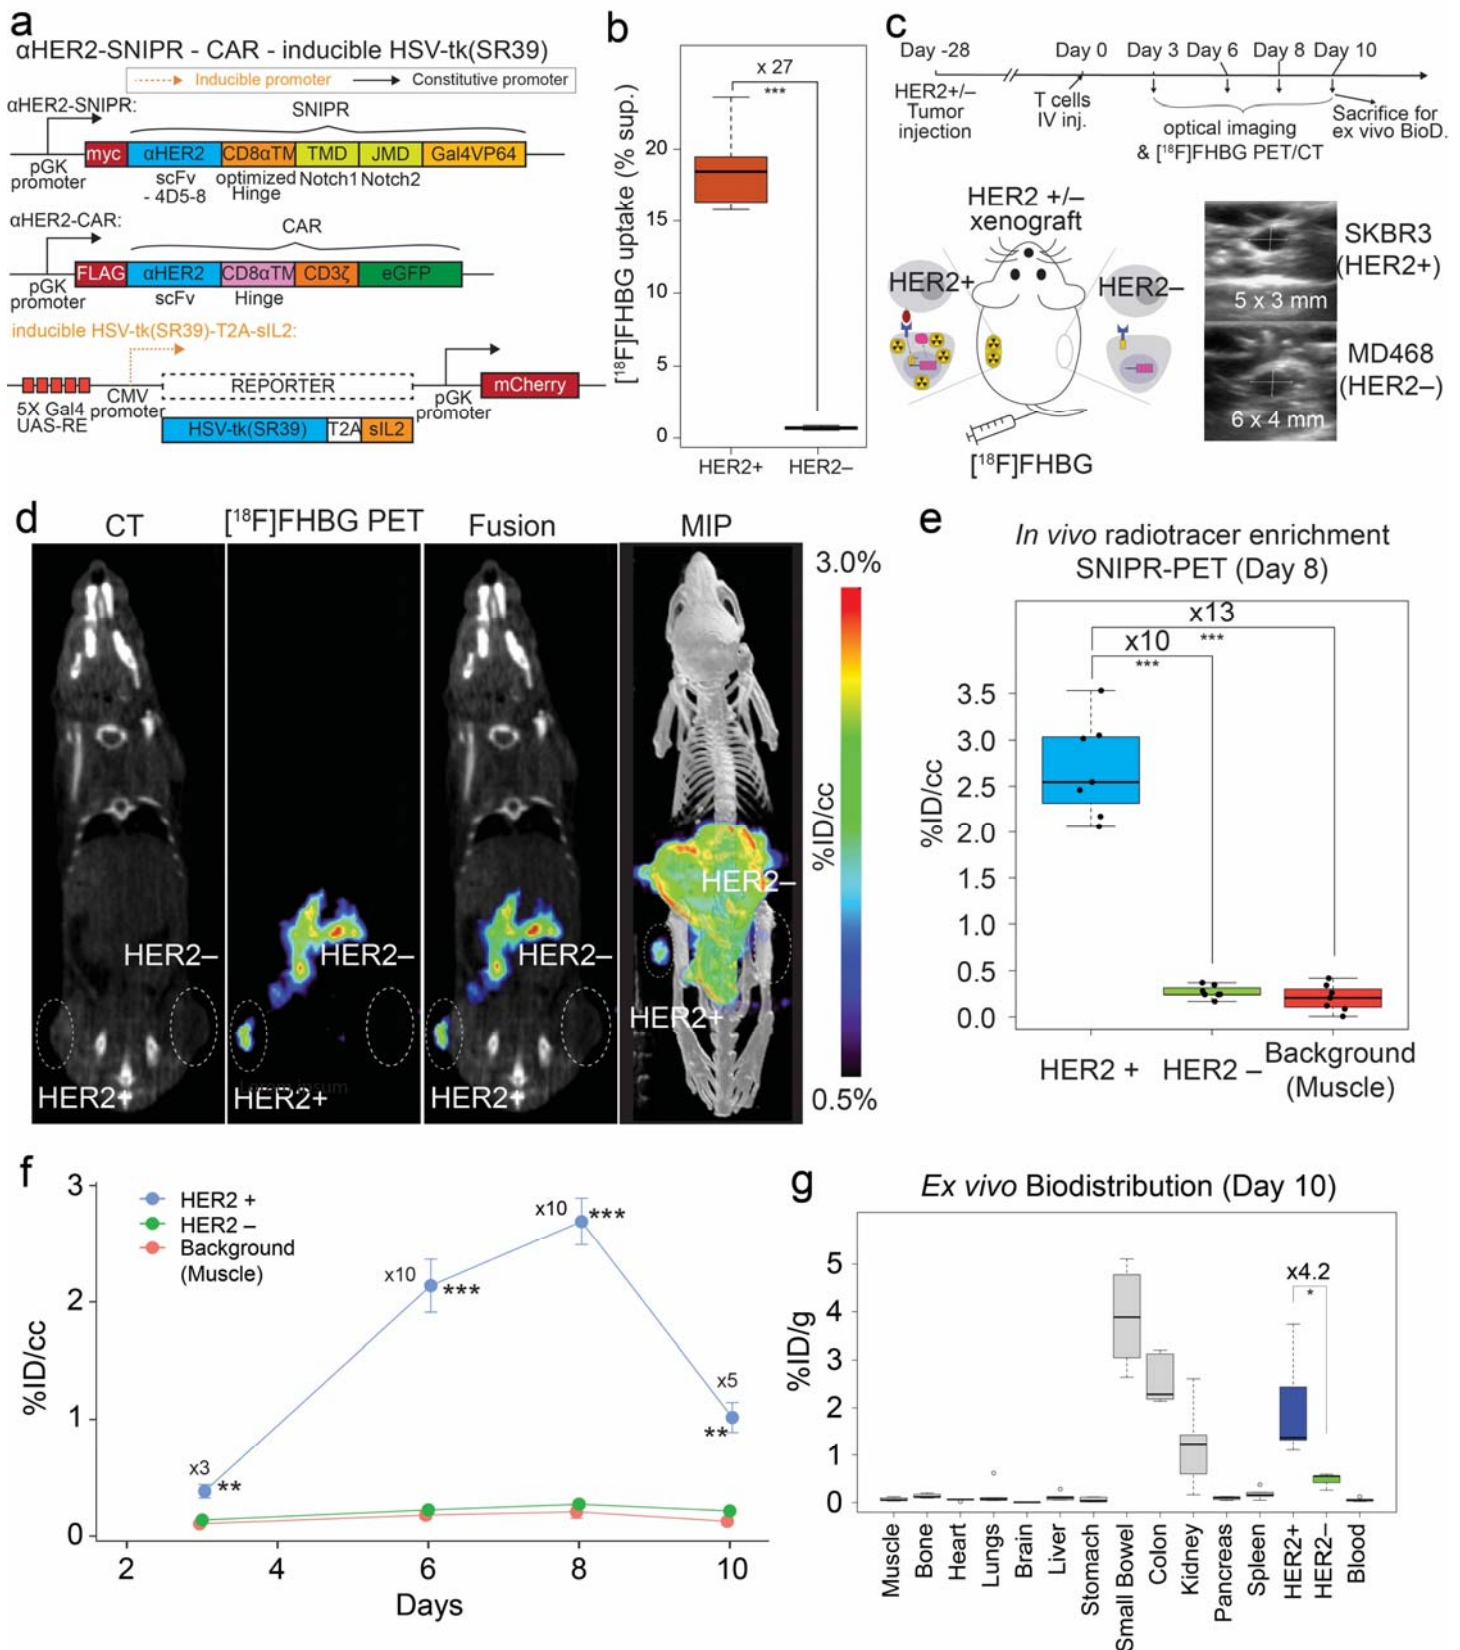 a
αHER2-SNIPR - CAR - inducible HSV-tk(SR39)
Inducible promoter
Constitutive promoter
αHER2-SNIPR:
SNIPR
pGK
promoter
myc
αHER2
CD8αTM
TMD
JMD
Gal4VP64
scFv
- 4D5-8
optimized
Hinge
Notch1
Notch2
αHER2-CAR:
CAR
pGK
promoter
FLAG
αHER2
CD8αTM
CD3ζ
eGFP
scFv
Hinge
inducible HSV-tk(SR39)-T2A-sIL2:
REPORTER
mCherry
5X Gal4
UAS-RE
CMV
promoter
pGK
promoter
HSV-tk(SR39)
T2A
sIL2
b
[¹⁸F]FHBG uptake (% sup.)
x 27
***
20
15
10
5
0
HER2+
HER2–
c
Day -28
Day 0
Day 3
Day 6
Day 8
Day 10
HER2+/–
Tumor
injection
T cells
IV inj.
optical imaging
& [¹⁸F]FHBG PET/CT
Sacrifice for
ex vivo BioD.
HER2 +/–
xenograft
HER2+
HER2–
[¹⁸F]FHBG
5 x 3 mm
6 x 4 mm
SKBR3
(HER2+)
MD468
(HER2–)
d
CT
[¹⁸F]FHBG PET
Fusion
MIP
HER2–
HER2+
HER2–
Lorem ipsum
HER2+
HER2–
HER2+
HER2–
HER2+
3.0%
%ID/cc
0.5%
e
In vivo radiotracer enrichment
SNIPR-PET (Day 8)
x13
***
x10
***
%ID/cc
3.5
3.0
2.5
2.0
1.5
1.0
0.5
0.0
HER2 +
HER2 –
Background
(Muscle)
f
HER2 +
HER2 –
Background
(Muscle)
%ID/cc
3
2
1
0
x3
**
x10
***
x10
***
x5
**
2
4
6
8
10
Days
g
Ex vivo Biodistribution (Day 10)
%ID/g
5
4
3
2
1
0
x4.2
*
Muscle
Bone
Heart
Lungs
Brain
Liver
Stomach
Small Bowel
Colon
Kidney
Pancreas
Spleen
HER2+
HER2–
Blood